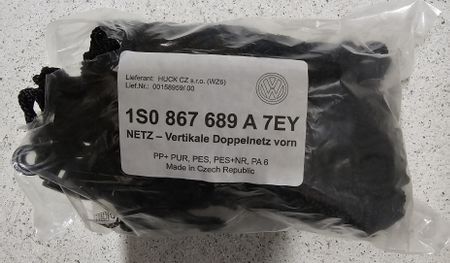 Lieferant: HUCK CZ s.r.o. (WZ6)
Lief.Nr.: 00158959/ 00
1S0 867 689 A 7EY
NETZ – Vertikale Doppelnetz vorn
PP+ PUR, PES, PES+NR, PA 6
Made in Czech Republic